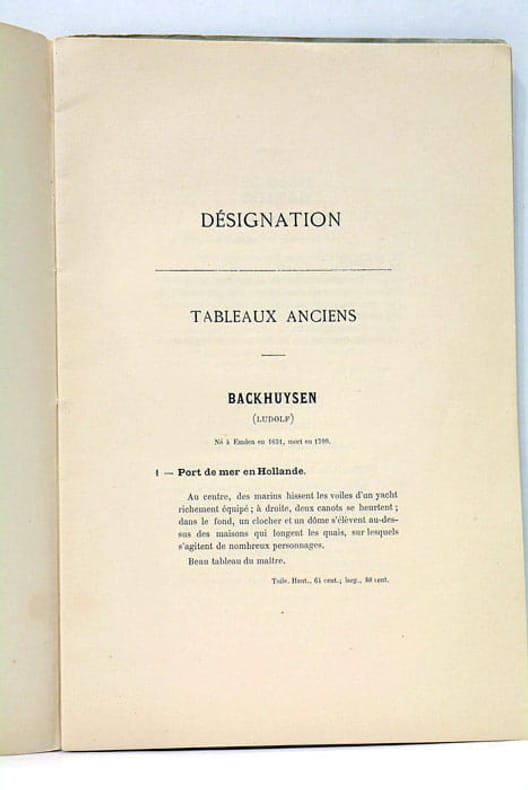 DÉSIGNATION
TABLEAUX ANCIENS
BACKHUYSEN
(LUDOLF)
Né à Emden en 1631, mort en 1709.
1 — Port de mer en Hollande.
Au centre, des marins hissent les voiles d'un yacht
richement équipé ; à droite, deux canots se heurtent ;
dans le fond, un clocher et un dôme s'élèvent au-des-
sus des maisons qui longent les quais, sur lesquels
s'agitent de nombreux personnages.
Beau tableau du maître.
Toile. Haut., 61 cent.; larg., 80 cent.